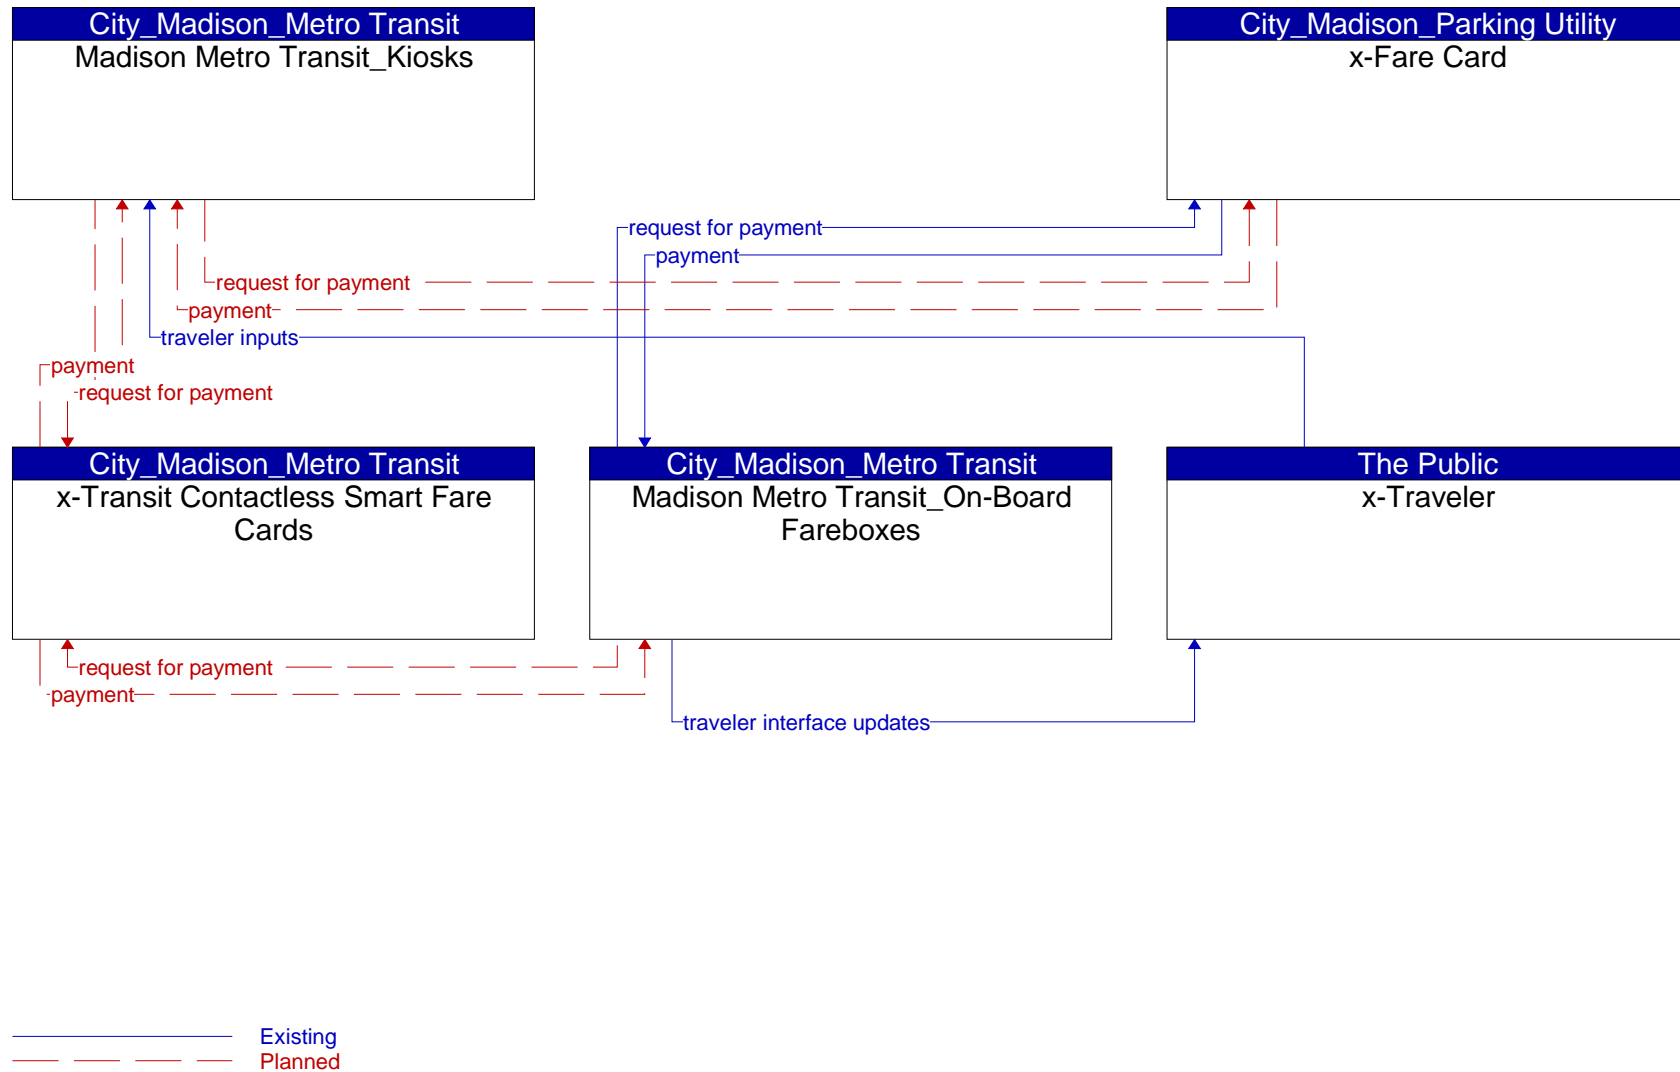 City_Madison_Metro Transit
Madison Metro Transit_Kiosks
City_Madison_Parking Utility
x-Fare Card
request for payment
payment
request for payment
payment
traveler inputs
payment
request for payment
City_Madison_Metro Transit
x-Transit Contactless Smart Fare
Cards
City_Madison_Metro Transit
Madison Metro Transit_On-Board
Fareboxes
The Public
x-Traveler
request for payment
payment
traveler interface updates
Existing
Planned